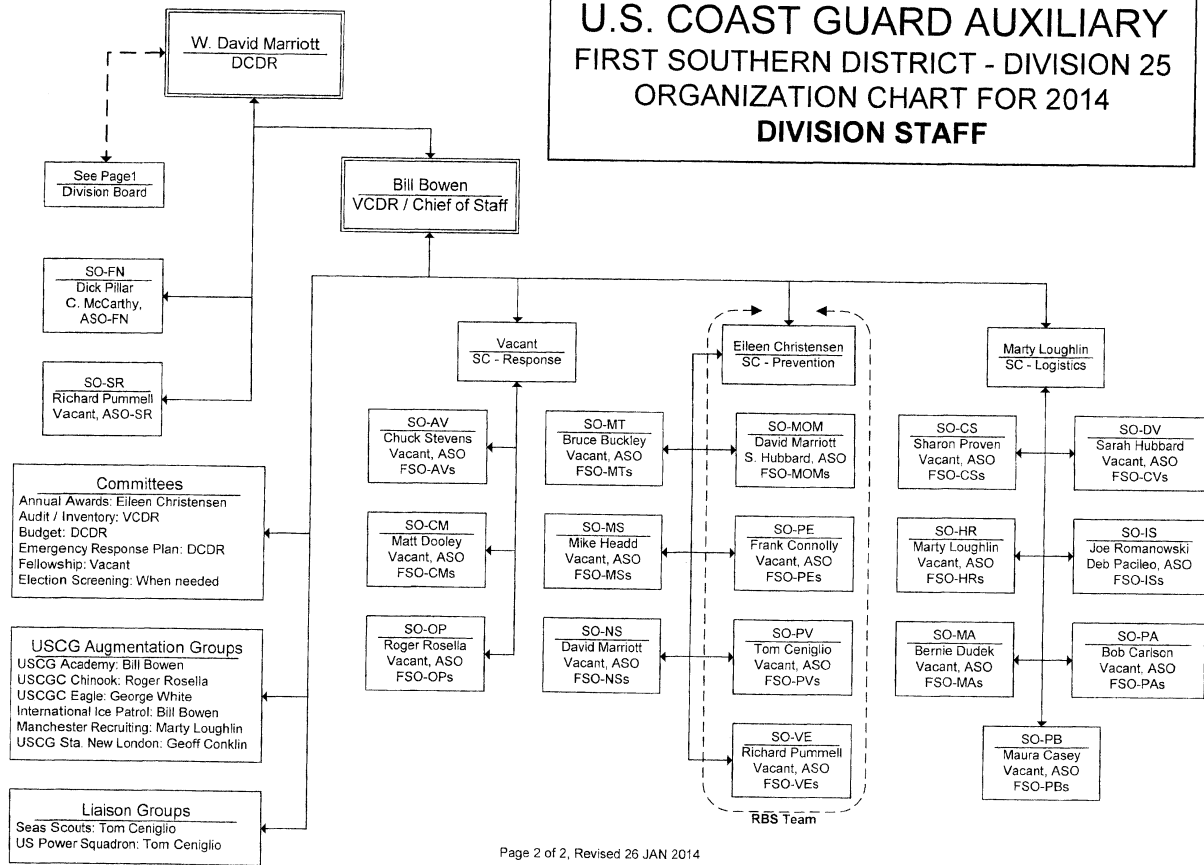 U.S. COAST GUARD AUXILIARY
FIRST SOUTHERN DISTRICT - DIVISION 25
ORGANIZATION CHART FOR 2014
DIVISION STAFF
W. David Marriott
DCDR
See Page1
Division Board
Bill Bowen
VCDR / Chief of Staff
SO-FN
Dick Pillar
C. McCarthy,
ASO-FN
SO-SR
Richard Pummell
Vacant, ASO-SR
Committees
Annual Awards: Eileen Christensen
Audit / Inventory: VCDR
Budget: DCDR
Emergency Response Plan: DCDR
Fellowship: Vacant
Election Screening: When needed
USCG Augmentation Groups
USCG Academy: Bill Bowen
USCGC Chinook: Roger Rosella
USCGC Eagle: George White
International Ice Patrol: Bill Bowen
Manchester Recruiting: Marty Loughlin
USCG Sta. New London: Geoff Conklin
Liaison Groups
Seas Scouts: Tom Ceniglio
US Power Squadron: Tom Ceniglio
Vacant
SC - Response
SO-AV
Chuck Stevens
Vacant, ASO
FSO-AVs
SO-CM
Matt Dooley
Vacant, ASO
FSO-CMs
SO-OP
Roger Rosella
Vacant, ASO
FSO-OPs
Eileen Christensen
SC - Prevention
SO-MT
Bruce Buckley
Vacant, ASO
FSO-MTs
SO-MOM
David Marriott
S. Hubbard, ASO
FSO-MOMs
SO-MS
Mike Headd
Vacant, ASO
FSO-MSs
SO-PE
Frank Connolly
Vacant, ASO
FSO-PEs
SO-NS
David Marriott
Vacant, ASO
FSO-NSs
SO-PV
Tom Ceniglio
Vacant, ASO
FSO-PVs
SO-VE
Richard Pummell
Vacant, ASO
FSO-VEs
RBS Team
Marty Loughlin
SC - Logistics
SO-CS
Sharon Proven
Vacant, ASO
FSO-CSs
SO-DV
Sarah Hubbard
Vacant, ASO
FSO-CVs
SO-HR
Marty Loughlin
Vacant, ASO
FSO-HRs
SO-IS
Joe Romanowski
Deb Pacileo, ASO
FSO-ISs
SO-MA
Bernie Dudek
Vacant, ASO
FSO-MAs
SO-PA
Bob Carlson
Vacant, ASO
FSO-PAs
SO-PB
Maura Casey
Vacant, ASO
FSO-PBs
Page 2 of 2, Revised 26 JAN 2014